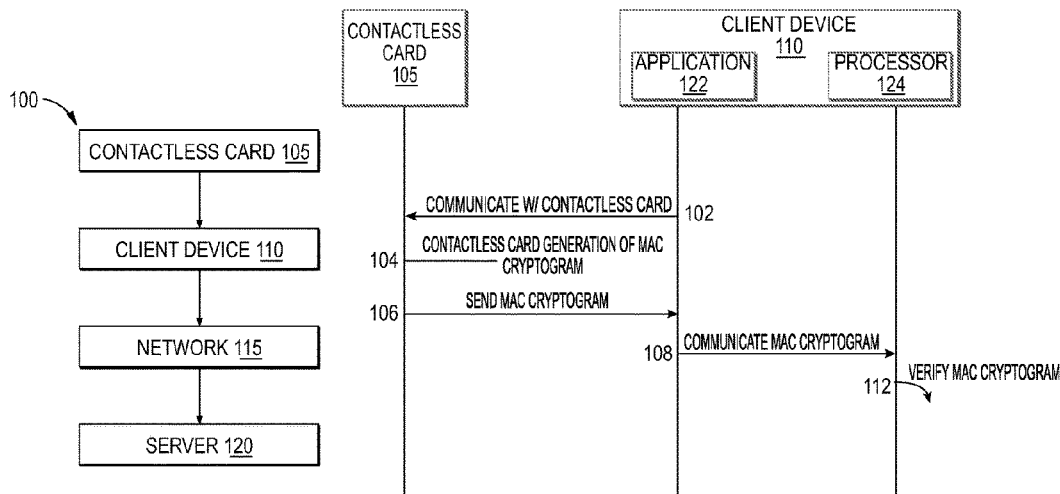 100
CONTACTLESS CARD 105
CLIENT DEVICE 110
NETWORK 115
SERVER 120
CONTACTLESS
CARD
105
CLIENT DEVICE
110
APPLICATION
122
PROCESSOR
124
COMMUNICATE W/ CONTACTLESS CARD
102
104
CONTACTLESS CARD GENERATION OF MAC
CRYPTOGRAM
106
SEND MAC CRYPTOGRAM
108
COMMUNICATE MAC CRYPTOGRAM
112
VERIFY MAC CRYPTOGRAM